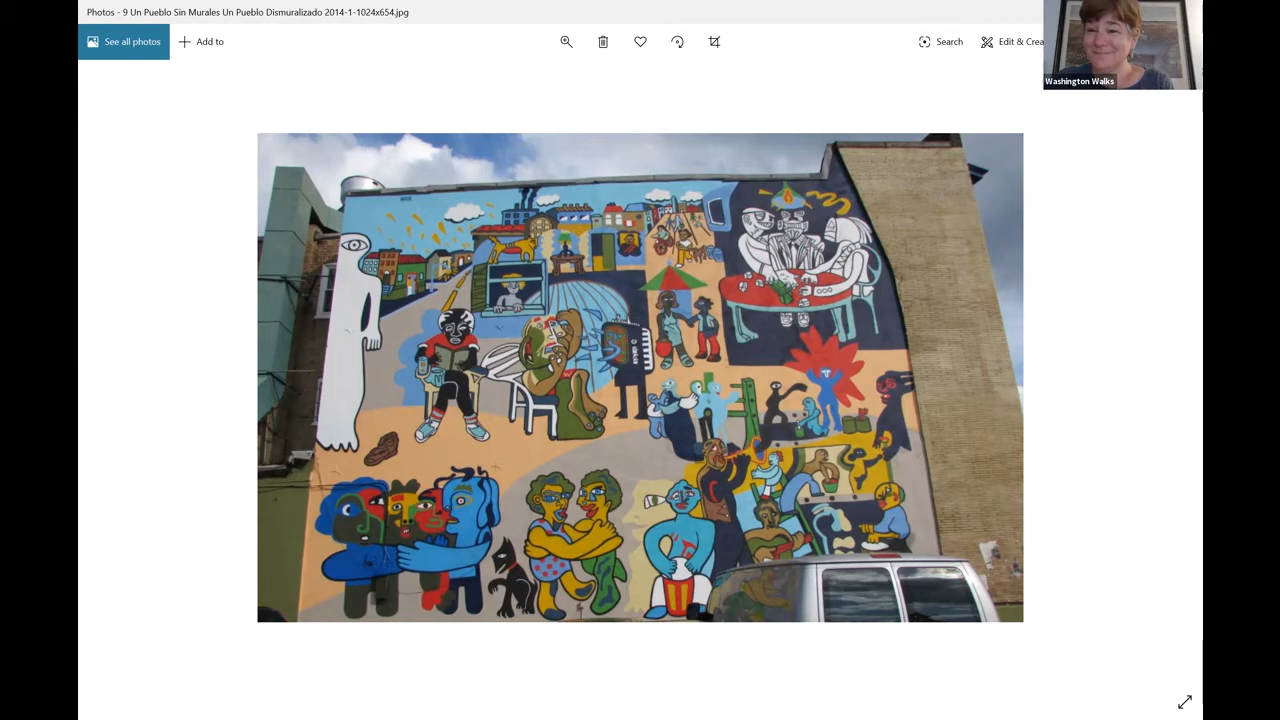 Photos - 9 Un Pueblo Sin Murales Un Pueblo Dismuralizado 2014-1-1024x654.jpg
See all photos
Add to
Search
Edit & Crea
Washington Walks